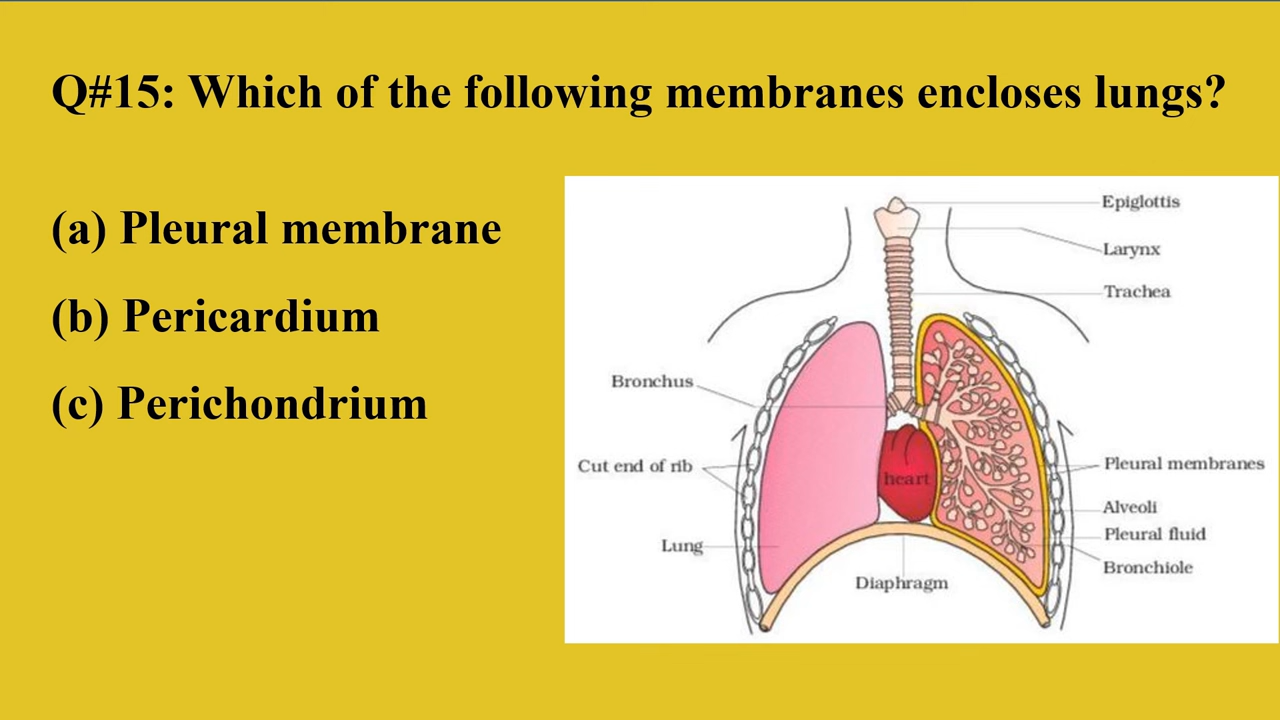 Q#15: Which of the following membranes encloses lungs?
(a) Pleural membrane
(b) Pericardium
(c) Perichondrium
Epiglottis
Larynx
Trachea
Bronchus
Cut end of rib
heart
Pleural membranes
Alveoli
Pleural fluid
Lung
Bronchiole
Diaphragm